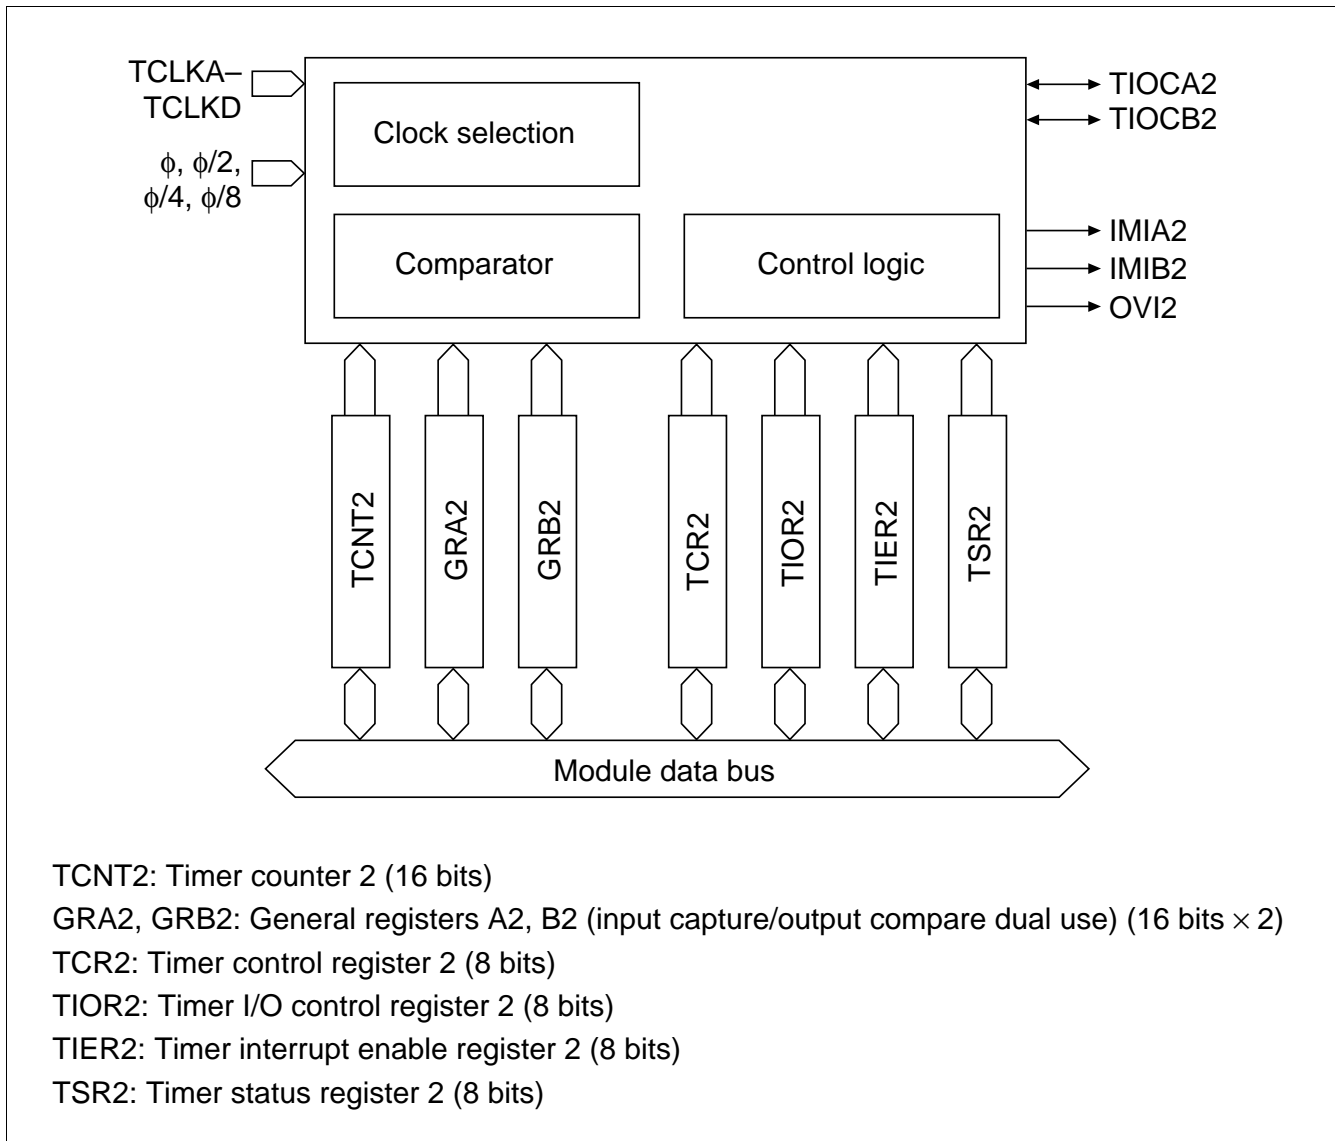 TCLKA–
TCLKD
ϕ, ϕ/2,
ϕ/4, ϕ/8
Clock selection
Comparator
Control logic
TIOCA2
TIOCB2
IMIA2
IMIB2
OVI2
TCNT2
GRA2
GRB2
TCR2
TIOR2
TIER2
TSR2
Module data bus
TCNT2: Timer counter 2 (16 bits)
GRA2, GRB2: General registers A2, B2 (input capture/output compare dual use) (16 bits × 2)
TCR2: Timer control register 2 (8 bits)
TIOR2: Timer I/O control register 2 (8 bits)
TIER2: Timer interrupt enable register 2 (8 bits)
TSR2: Timer status register 2 (8 bits)